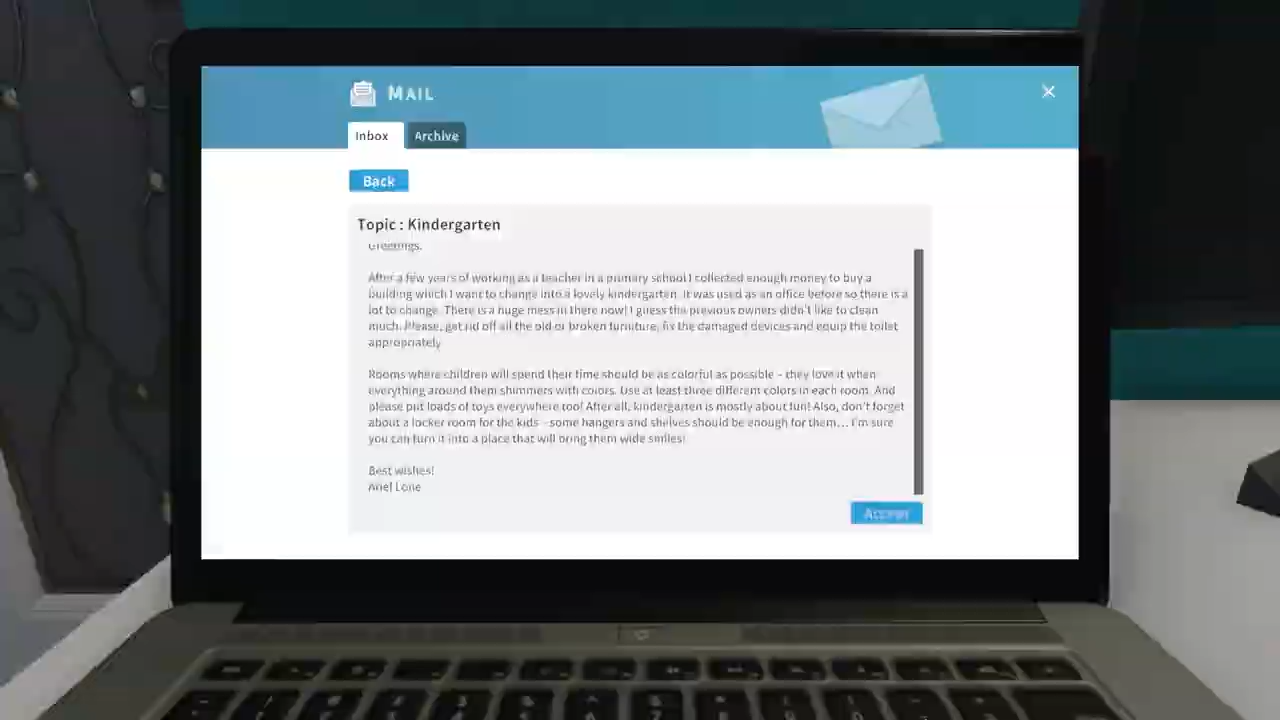 MAIL
Inbox
Archive
Back
Topic : Kindergarten
Greetings.
After a few years of working as a teacher in a primary school I collected enough money to buy a
building which I want to change into a lovely kindergarten. It was used as an office before so there is a
lot to change. There is a huge mess in there now! I guess the previous owners didn't like to clean
much. Please, get rid off all the old or broken furniture, fix the damaged devices and equip the toilet
appropriately.
Rooms where children will spend their time should be as colorful as possible - they love it when
everything around them shimmers with colors. Use at least three different colors in each room. And
please put loads of toys everywhere too! After all, kindergarten is mostly about fun! Also, don't forget
about a locker room for the kids - some hangers and shelves should be enough for them... I'm sure
you can turn it into a place that will bring them wide smiles!
Best wishes!
Ariel Lone
Accept